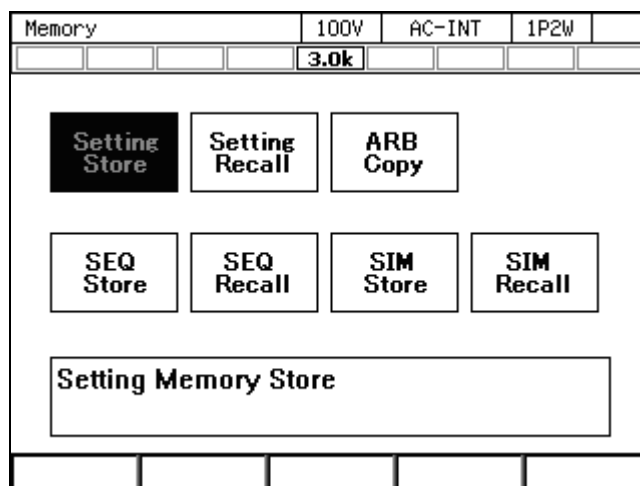 Memory 100V AC-INT 1P2W
3.0k
Setting Store
Setting Recall
ARB Copy
SEQ Store
SEQ Recall
SIM Store
SIM Recall
Setting Memory Store